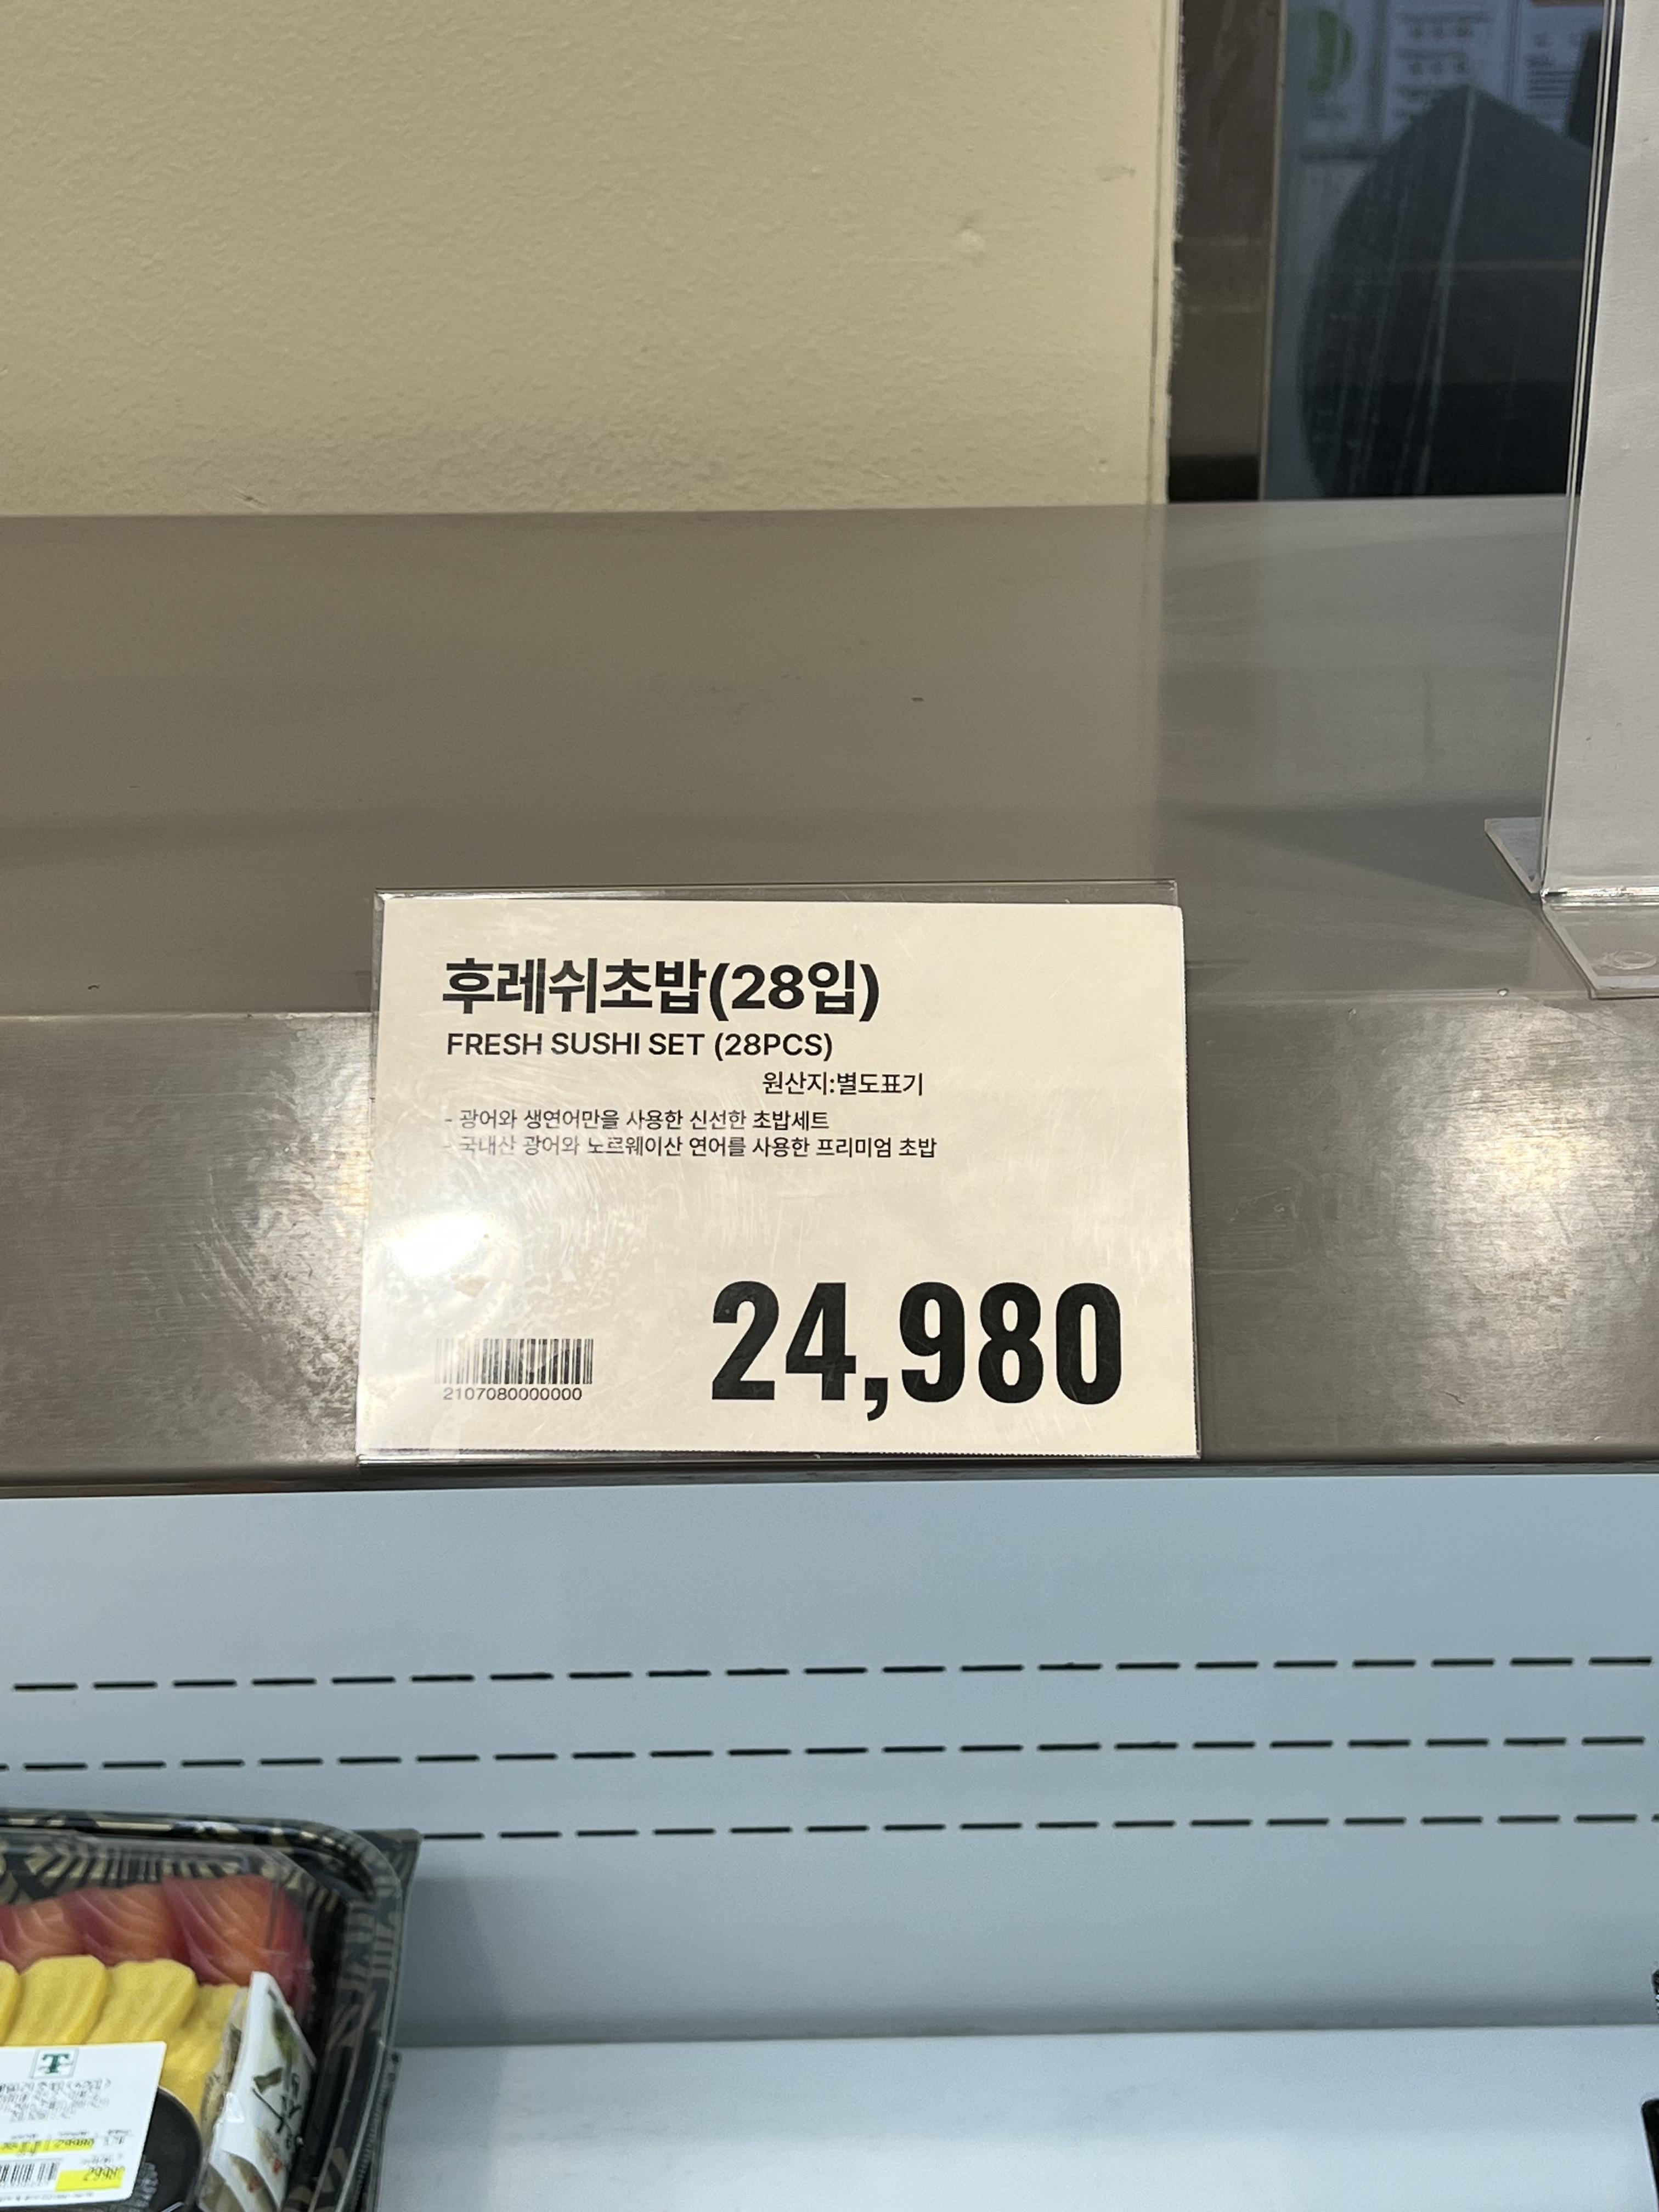 후레쉬초밥(28입)
FRESH SUSHI SET (28PCS)
원산지:별도표기
- 광어와 생연어만을 사용한 신선한 초밥세트
- 국내산 광어와 노르웨이산 연어를 사용한 프리미엄 초밥
24,980
2107080000000
T